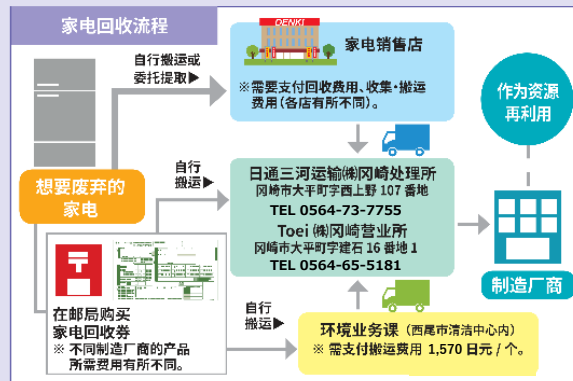 家电回收流程
DENKI
家电销售店
※需要支付回收费用、收集・搬运
费用(各店有所不同)。
自行搬运或
委托提取▶
作为资源
再利用
想要废弃的
家电
自行
搬运▶
日通三河运输㈱冈崎处理所
冈崎市大平町字西上野 107 番地
TEL 0564-73-7755
Toei ㈱冈崎营业所
冈崎市大平町字建石 16 番地 1
TEL 0564-65-5181
制造厂商
〒
在邮局购买
家电回收券
※ 不同制造厂商的产品
所需费用有所不同。
自行
搬运▶
环境业务课（西尾市清洁中心内）
※ 需支付搬运费用 1,570 日元 / 个。